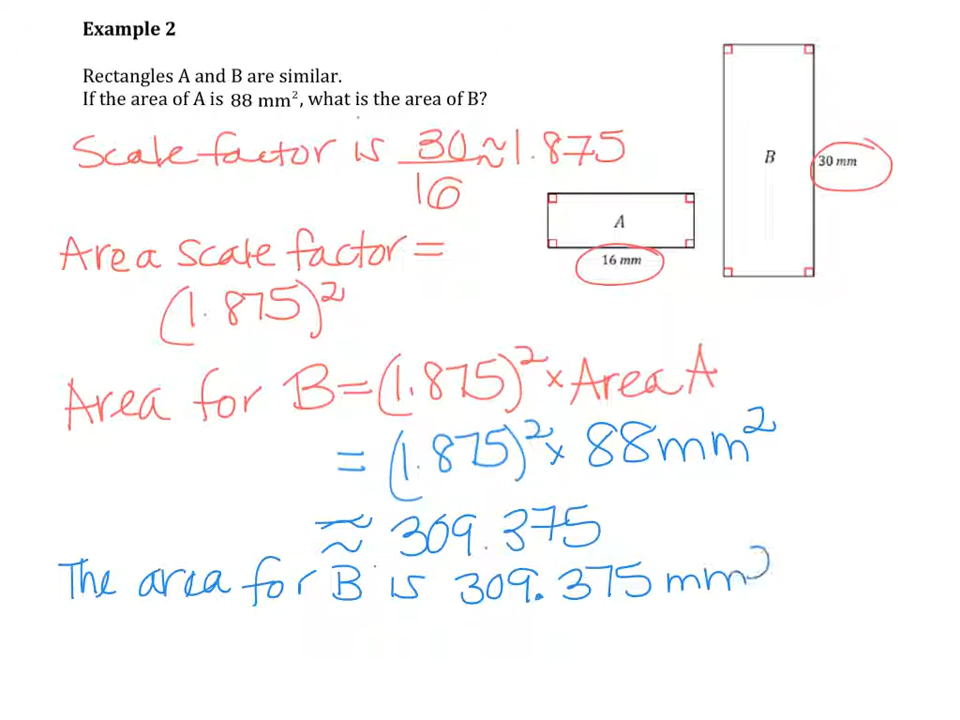 Example 2
Rectangles A and B are similar.
If the area of A is 88 mm², what is the area of B?
Scale factor is 30/16 ≈ 1.875
B
30 mm
A
16 mm
Area scale factor =
(1.875)²
Area for B = (1.875)² × Area A
= (1.875)² × 88mm²
≈ 309.375
The area for B is 309.375 mm²